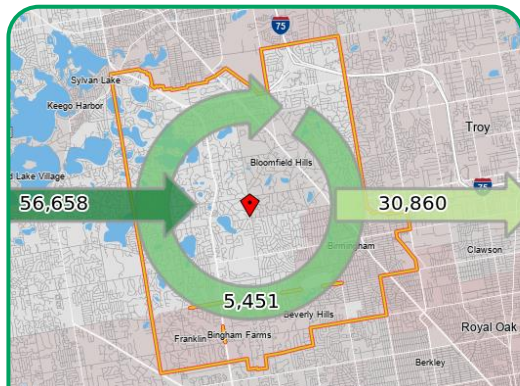 75
Sylvan Lake
Keego Harbor
Troy
Bloomfield Hills
d Lake Village
75
56,658
30,860
Birmingham
Clawson
5,451
Beverly Hills
Royal Oak
Franklin
Bingham Farms
Berkley